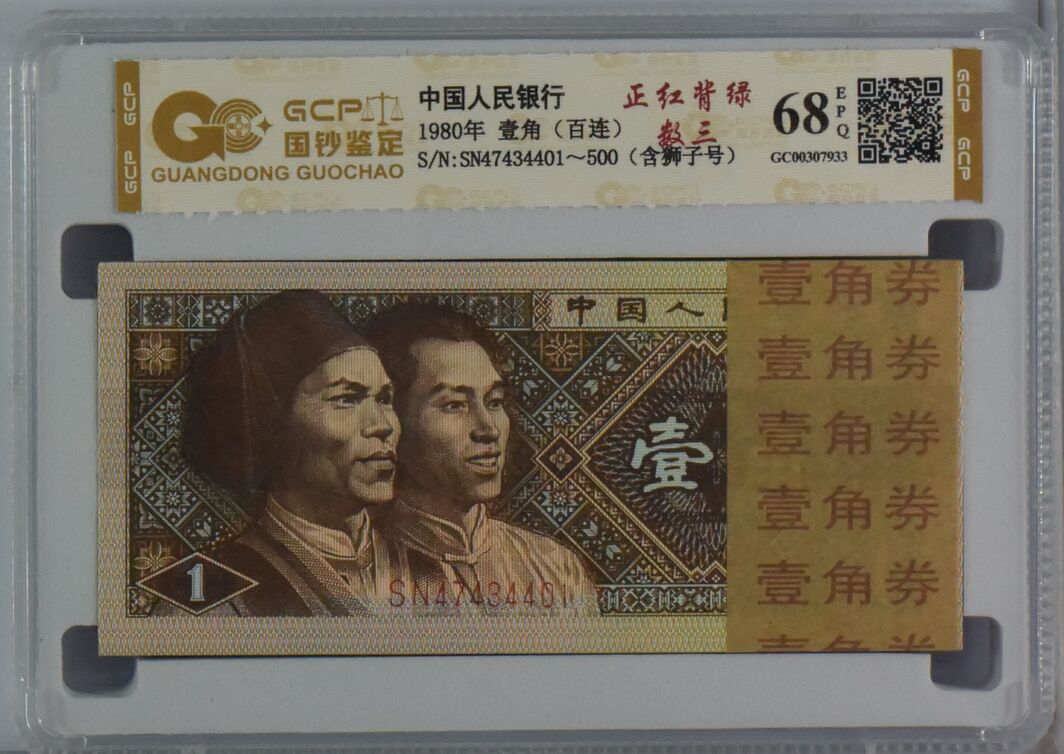 GCP GCP
GCP 国钞鉴定
GUANGDONG GUOCHAO
中国人民银行
1980年 壹角（百连）
S/N:SN47434401～500（含狮子号）
正红背绿
数三
68 EPQ
GC00307933
GCP GCP
中国人
壹
1
SN47434401
壹角券
壹角券
壹角券
壹角券
壹角券
壹角券